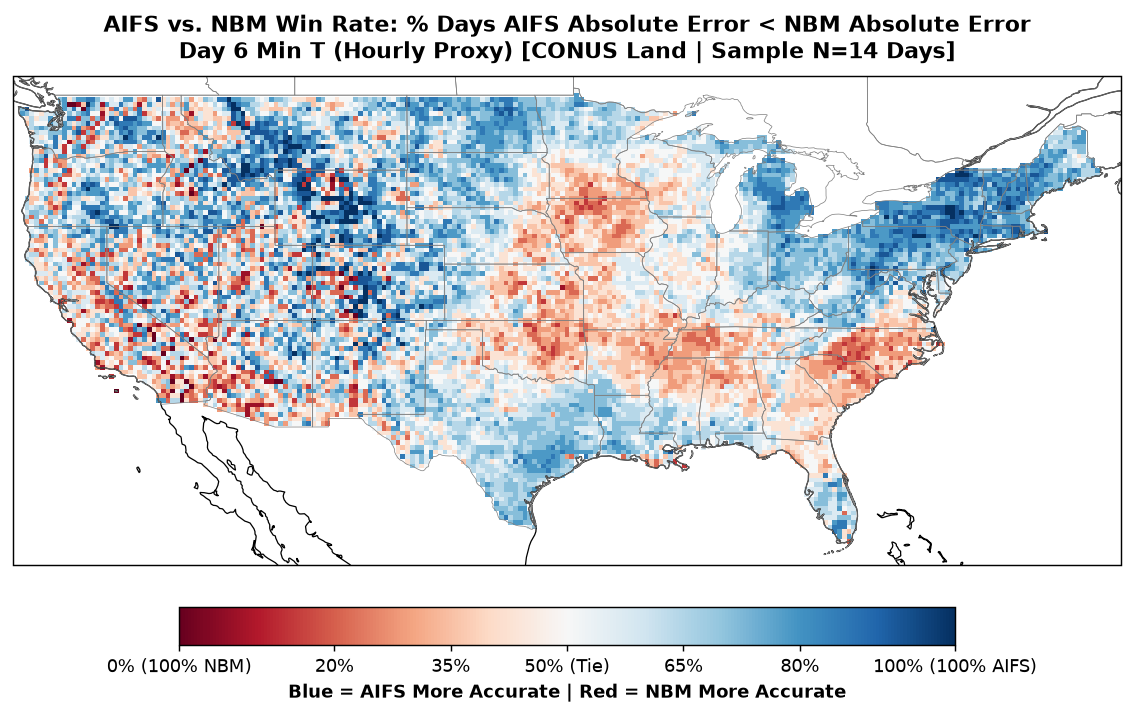 AIFS vs. NBM Win Rate: % Days AIFS Absolute Error < NBM Absolute Error
Day 6 Min T (Hourly Proxy) [CONUS Land | Sample N=14 Days]
0% (100% NBM) 20% 35% 50% (Tie) 65% 80% 100% (100% AIFS)
Blue = AIFS More Accurate | Red = NBM More Accurate